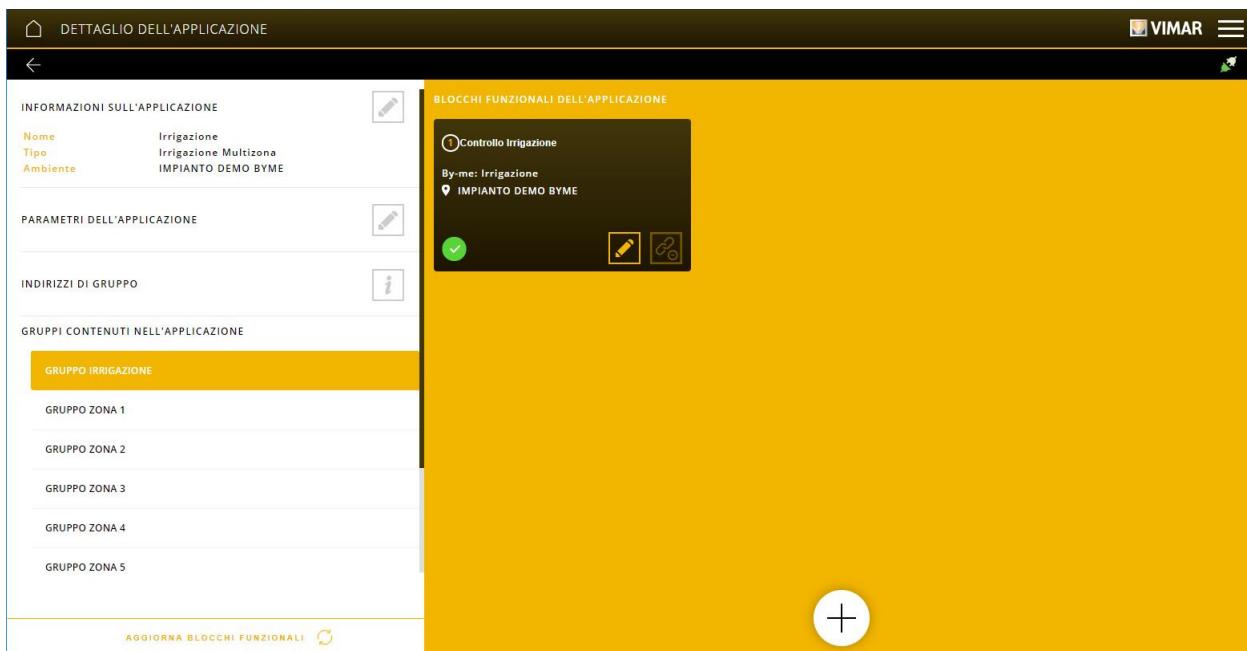 DETTAGLIO DELL'APPLICAZIONE
VIMAR
INFORMAZIONI SULL'APPLICAZIONE
Nome Irrigazione
Tipo Irrigazione Multizona
Ambiente IMPIANTO DEMO BYME
PARAMETRI DELL'APPLICAZIONE
INDIRIZZI DI GRUPPO
i
GRUPPI CONTENUTI NELL'APPLICAZIONE
GRUPPO IRRIGAZIONE
GRUPPO ZONA 1
GRUPPO ZONA 2
GRUPPO ZONA 3
GRUPPO ZONA 4
GRUPPO ZONA 5
AGGIORNA BLOCCHI FUNZIONALI
BLOCCHI FUNZIONALI DELL'APPLICAZIONE
1 Controllo Irrigazione
By-me: Irrigazione
IMPIANTO DEMO BYME